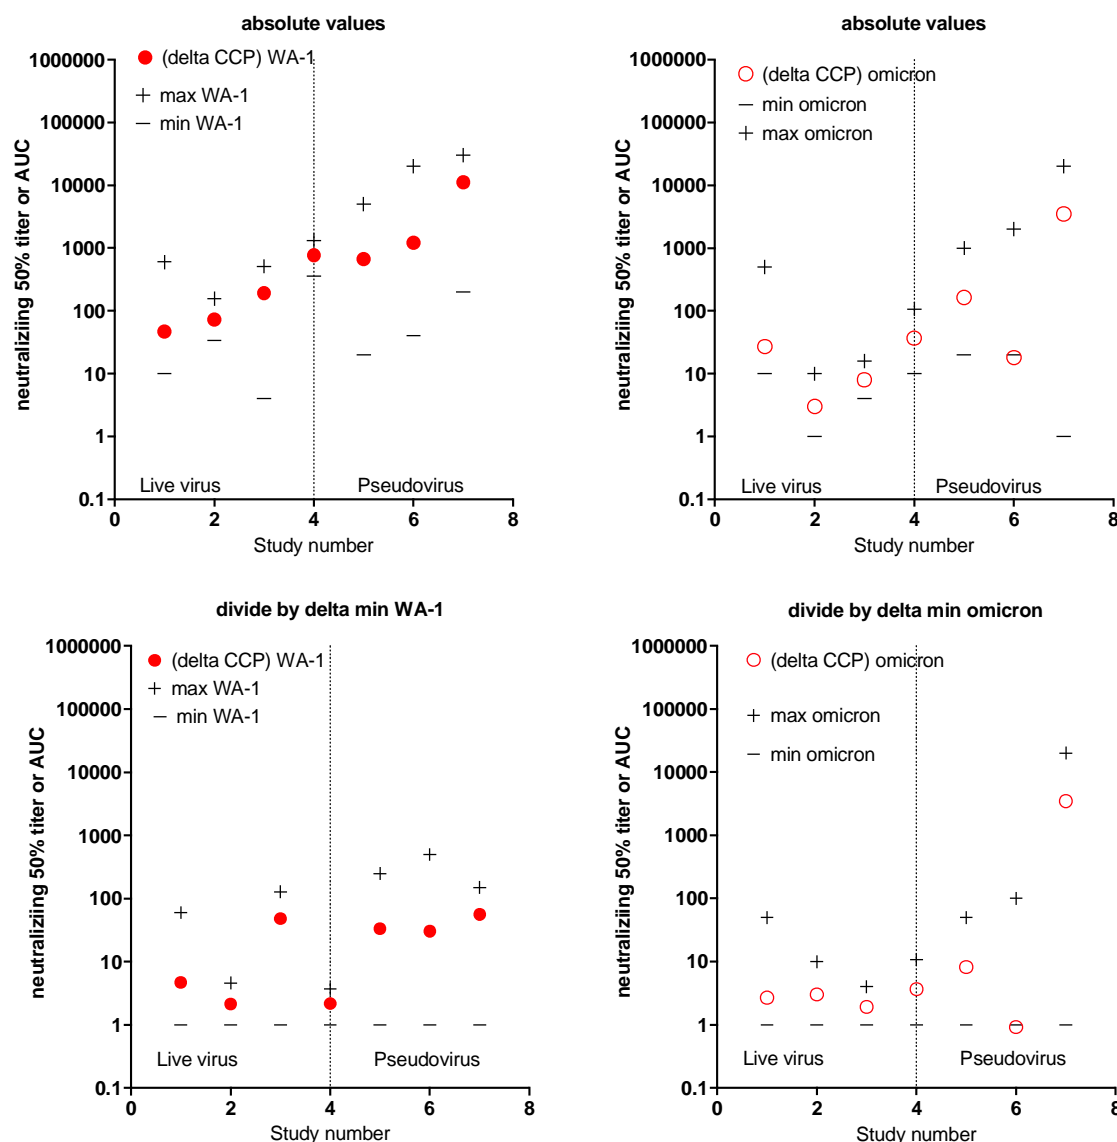 absolute values
1000000
100000
10000
1000
100
10
1
0.1
neutraliziing 50% titer or AUC
(delta CCP) WA-1
max WA-1
min WA-1
Live virus
Pseudovirus
0 2 4 6 8
Study number
absolute values
1000000
100000
10000
1000
100
10
1
0.1
neutraliziing 50% titer or AUC
(delta CCP) omicron
min omicron
max omicron
Live virus
Pseudovirus
0 2 4 6 8
Study number
divide by delta min WA-1
1000000
100000
10000
1000
100
10
1
0.1
neutraliziing 50% titer or AUC
(delta CCP) WA-1
max WA-1
min WA-1
Live virus
Pseudovirus
0 2 4 6 8
Study number
divide by delta min omicron
1000000
100000
10000
1000
100
10
1
0.1
neutraliziing 50% titer or AUC
(delta CCP) omicron
max omicron
min omicron
Live virus
Pseudovirus
0 2 4 6 8
Study number